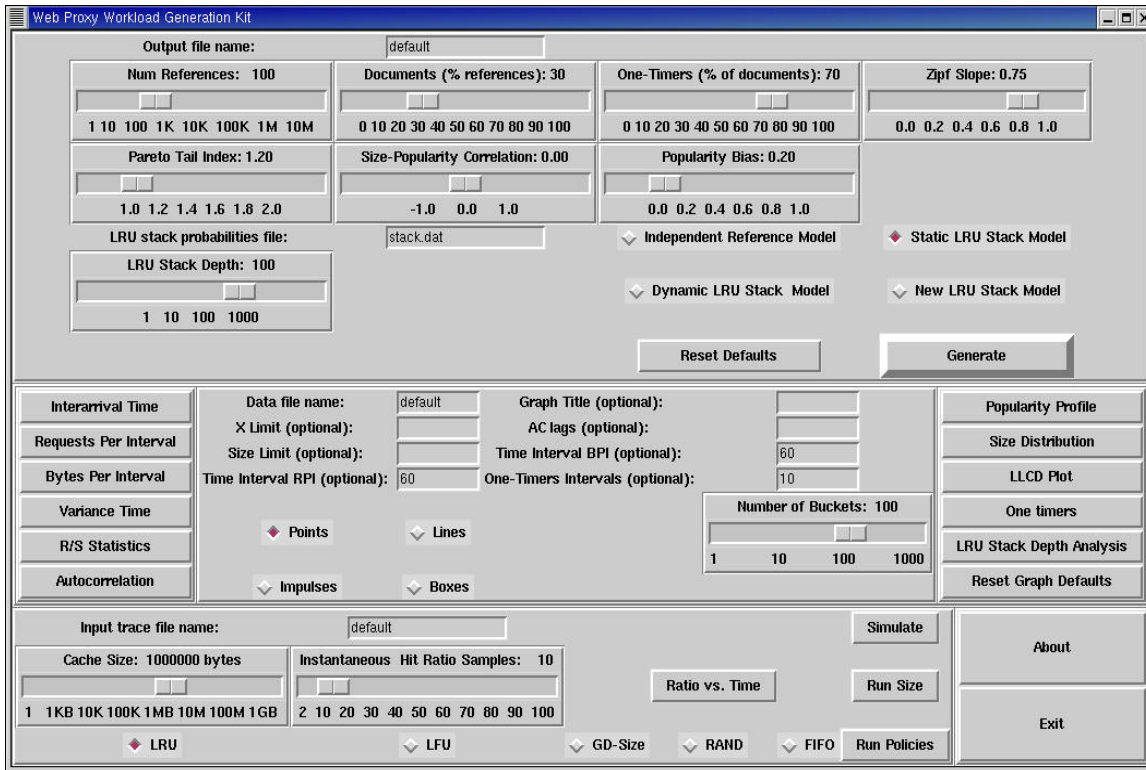 Web Proxy Workload Generation Kit
Output file name: default
Num References: 100
1 10 100 1K 10K 100K 1M 10M
Documents (% references): 30
0 10 20 30 40 50 60 70 80 90 100
One-Timers (% of documents): 70
0 10 20 30 40 50 60 70 80 90 100
Zipf Slope: 0.75
0.0 0.2 0.4 0.6 0.8 1.0
Pareto Tail Index: 1.20
1.0 1.2 1.4 1.6 1.8 2.0
Size-Popularity Correlation: 0.00
-1.0 0.0 1.0
Popularity Bias: 0.20
0.0 0.2 0.4 0.6 0.8 1.0
LRU stack probabilities file: stack.dat
Independent Reference Model
Static LRU Stack Model
LRU Stack Depth: 100
1 10 100 1000
Dynamic LRU Stack Model
New LRU Stack Model
Reset Defaults
Generate
Interarrival Time
Requests Per Interval
Bytes Per Interval
Variance Time
R/S Statistics
Autocorrelation
Data file name: default
Graph Title (optional):
X Limit (optional):
AC lags (optional):
Size Limit (optional):
Time Interval BPI (optional): 60
Time Interval RPI (optional): 60
One-Timers Intervals (optional): 10
Points
Lines
Impulses
Boxes
Number of Buckets: 100
1 10 100 1000
Popularity Profile
Size Distribution
LLCD Plot
One timers
LRU Stack Depth Analysis
Reset Graph Defaults
Input trace file name: default
Simulate
Cache Size: 1000000 bytes
1 1KB 10K 100K 1MB 10M 100M 1GB
Instantaneous Hit Ratio Samples: 10
2 10 20 30 40 50 60 70 80 90 100
Ratio vs. Time
Run Size
LRU
LFU
GD-Size
RAND
FIFO
Run Policies
About
Exit